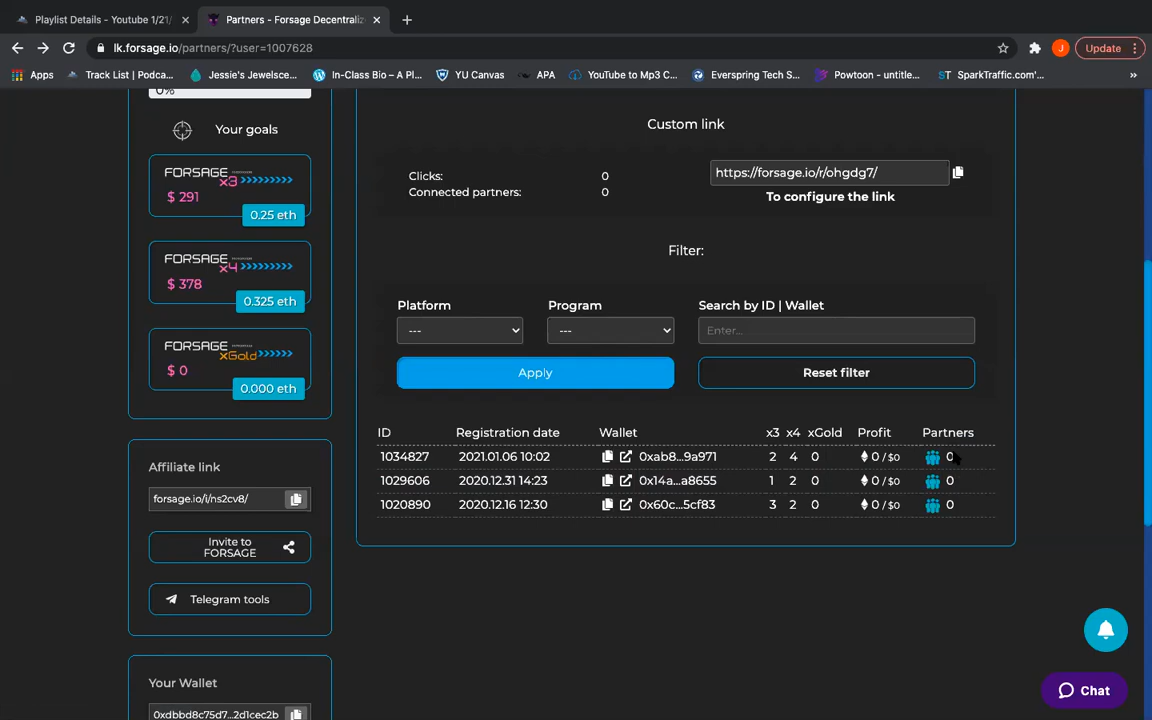 Playlist Details - Youtube 1/21/
Partners - Forsage Decentraliz
lk.forsage.io/partners/?user=1007628
Update
Apps
Track List | Podca...
Jessie's Jewelsce...
In-Class Bio – A Pl...
YU Canvas
APA
YouTube to Mp3 C...
Everspring Tech S...
Powtoon - untitle...
ST SparkTraffic.com'...
0%
Your goals
FORSAGE
x3
$ 291
0.25 eth
FORSAGE
x4
$ 378
0.325 eth
FORSAGE
xGold
$ 0
0.000 eth
Affiliate link
forsage.io/i/ns2cv8/
Invite to
FORSAGE
Telegram tools
Your Wallet
0xdbbd8c75d7...2d1cec2b
Custom link
Clicks: 0
Connected partners: 0
https://forsage.io/r/ohgdg7/
To configure the link
Filter:
Platform Program Search by ID | Wallet
--- --- Enter...
Apply Reset filter
ID Registration date Wallet x3 x4 xGold Profit Partners
1034827 2021.01.06 10:02 0xab8...9a971 2 4 0 0 / $0 0
1029606 2020.12.31 14:23 0x14a...a8655 1 2 0 0 / $0 0
1020890 2020.12.16 12:30 0x60c...5cf83 3 2 0 0 / $0 0
Chat